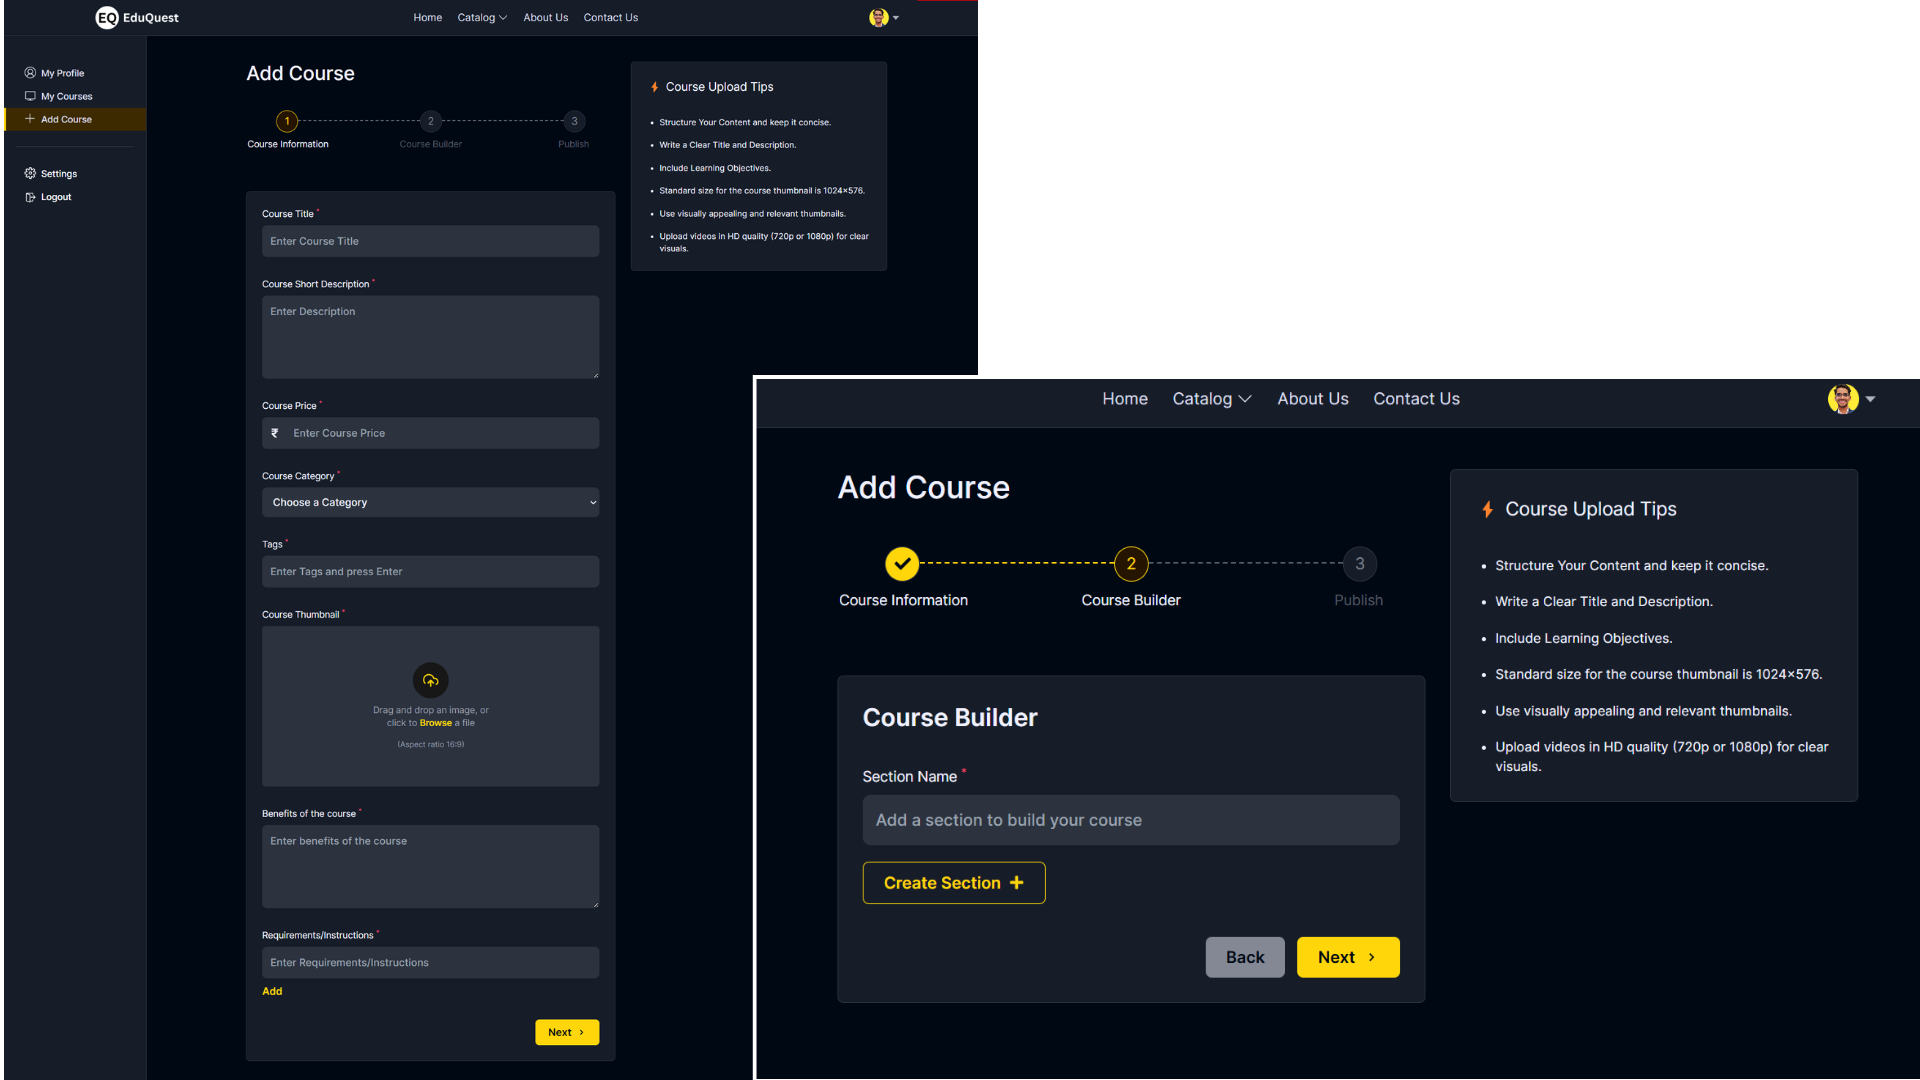 EQ EduQuest
Home Catalog About Us Contact Us
My Profile
My Courses
Add Course
Settings
Logout
Add Course
1 2 3
Course Information Course Builder Publish
Course Title *
Enter Course Title
Course Short Description *
Enter Description
Course Price *
₹ Enter Course Price
Course Category *
Choose a Category
Tags *
Enter Tags and press Enter
Course Thumbnail *
Drag and drop an image, or
click to Browse a file
(Aspect ratio 16:9)
Benefits of the course *
Enter benefits of the course
Requirements/Instructions *
Enter Requirements/Instructions
Add
Next
Course Upload Tips
• Structure Your Content and keep it concise.
• Write a Clear Title and Description.
• Include Learning Objectives.
• Standard size for the course thumbnail is 1024×576.
• Use visually appealing and relevant thumbnails.
• Upload videos in HD quality (720p or 1080p) for clear
visuals.
Home Catalog About Us Contact Us
Add Course
2 3
Course Information Course Builder Publish
Course Builder
Section Name *
Add a section to build your course
Create Section +
Back Next
Course Upload Tips
• Structure Your Content and keep it concise.
• Write a Clear Title and Description.
• Include Learning Objectives.
• Standard size for the course thumbnail is 1024×576.
• Use visually appealing and relevant thumbnails.
• Upload videos in HD quality (720p or 1080p) for clear
visuals.